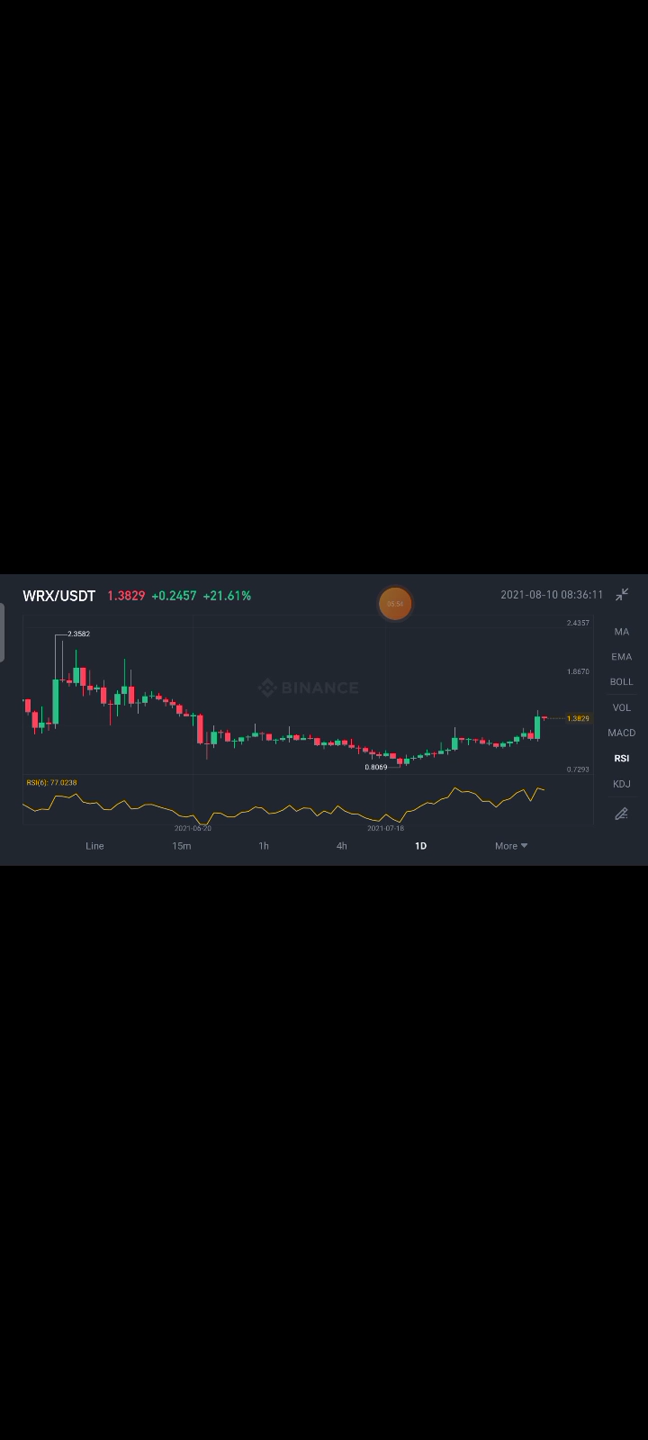 WRX/USDT 1.3829 +0.2457 +21.61% 2021-08-10 08:36:11
2.4357
2.3582
MA
EMA
1.8670
BOLL
BINANCE
VOL
1.3829
MACD
RSI
0.8069
0.7293
RSI(6): 77.0238
KDJ
2021-06-20 2021-07-18
Line 15m 1h 4h 1D More